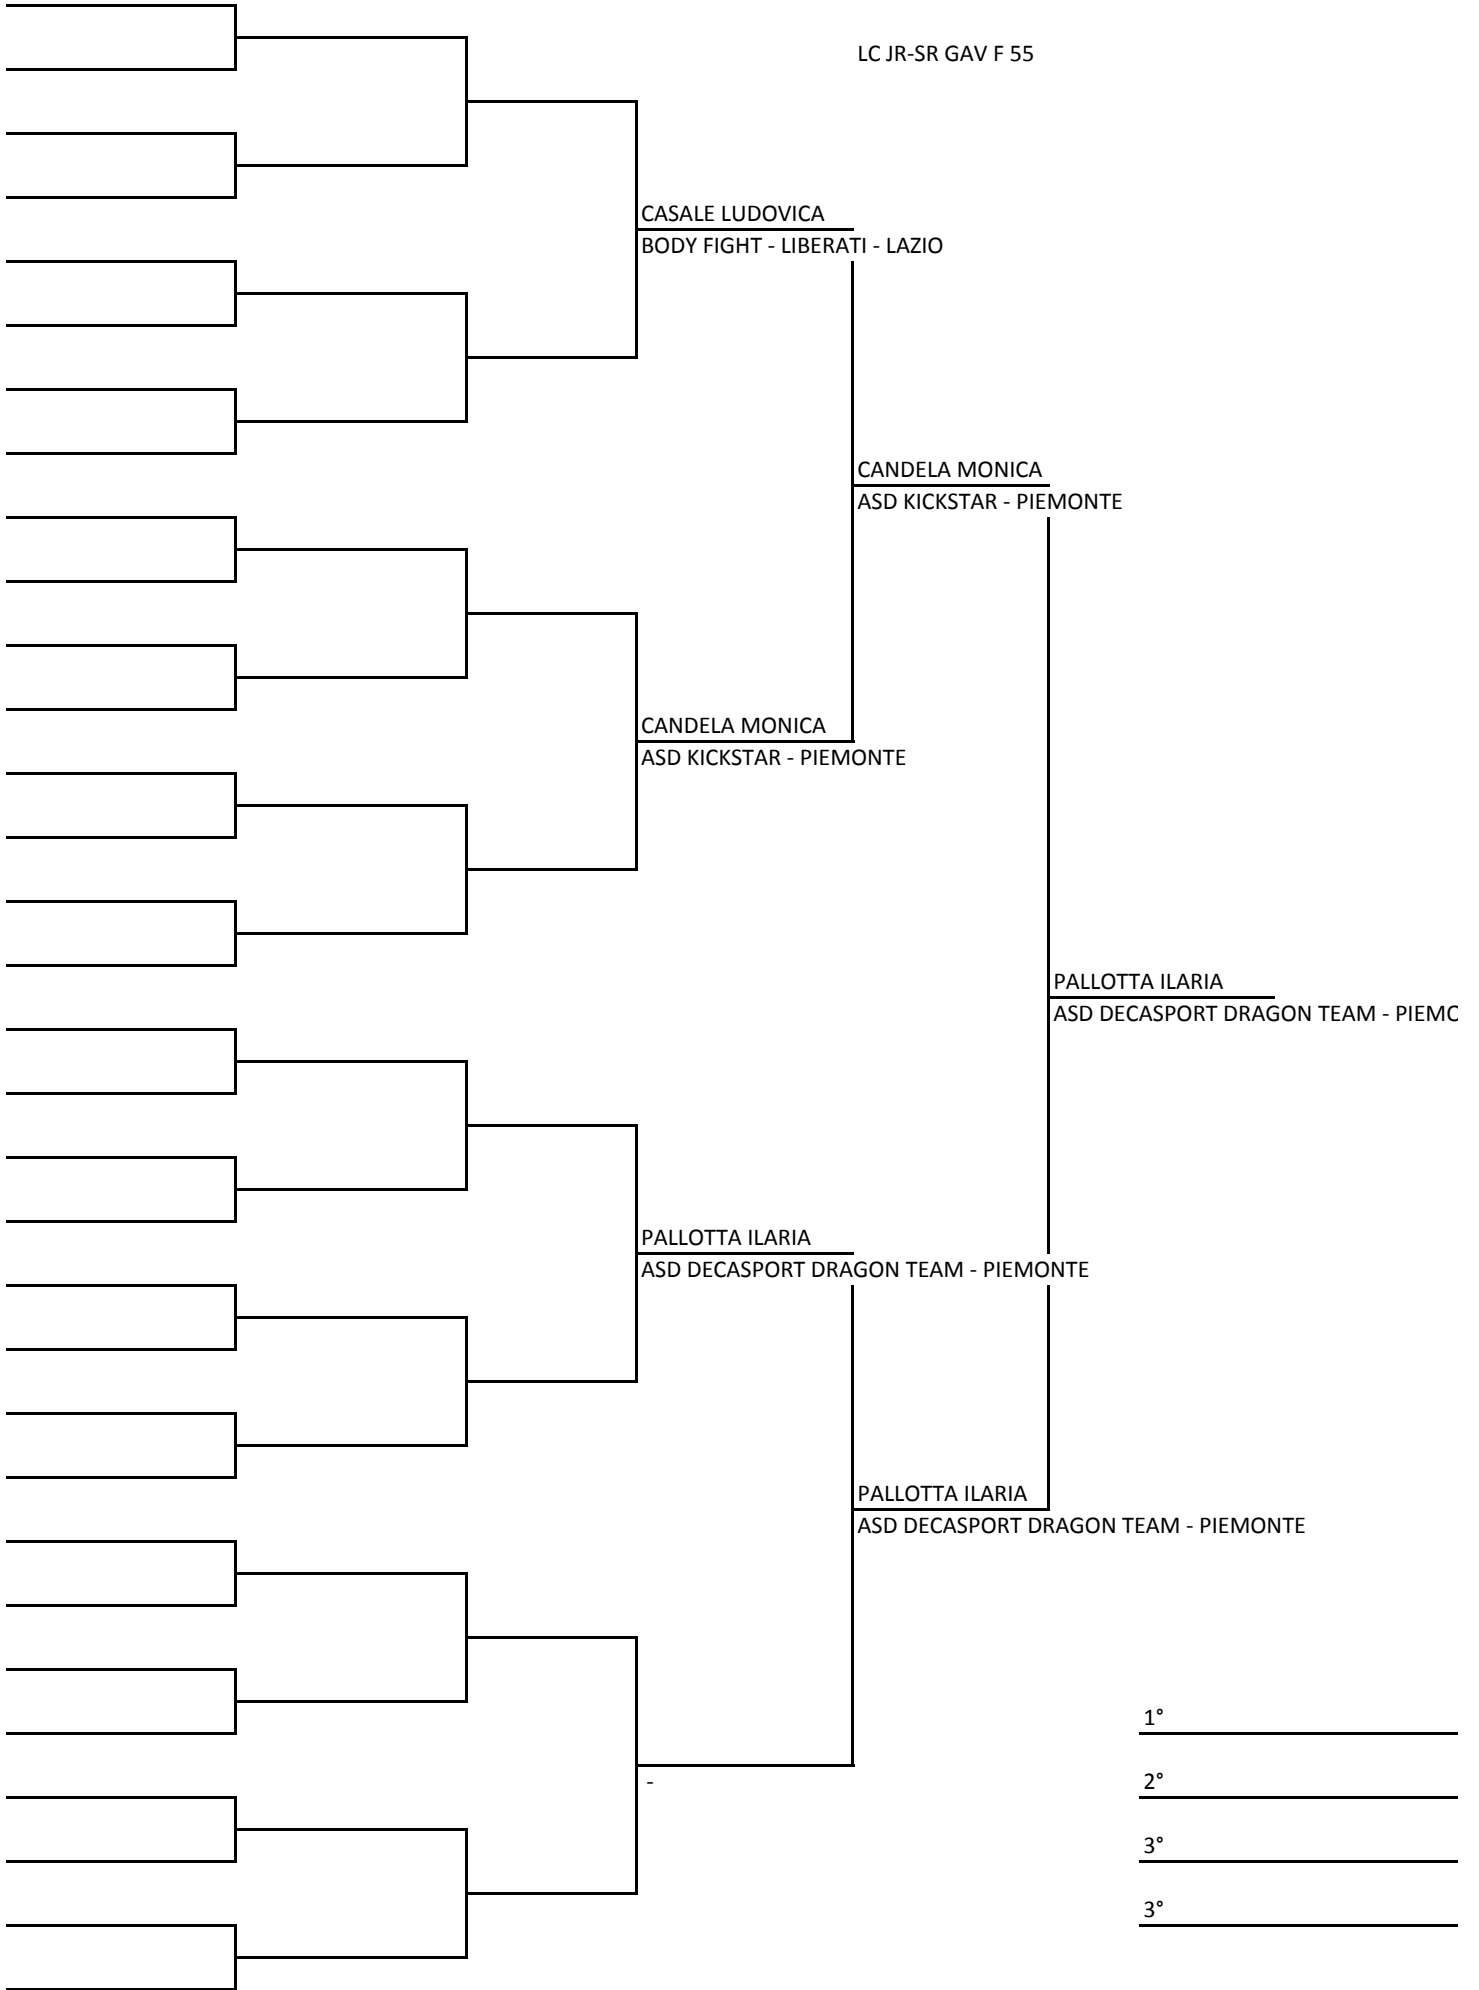 LC JR-SR GAV F 55
CASALE LUDOVICA
BODY FIGHT - LIBERATI - LAZIO
CANDELA MONICA
ASD KICKSTAR - PIEMONTE
CANDELA MONICA
ASD KICKSTAR - PIEMONTE
PALLOTTA ILARIA
ASD DECASPORT DRAGON TEAM - PIEMO
PALLOTTA ILARIA
ASD DECASPORT DRAGON TEAM - PIEMONTE
PALLOTTA ILARIA
ASD DECASPORT DRAGON TEAM - PIEMONTE
1°
-
2°
3°
3°